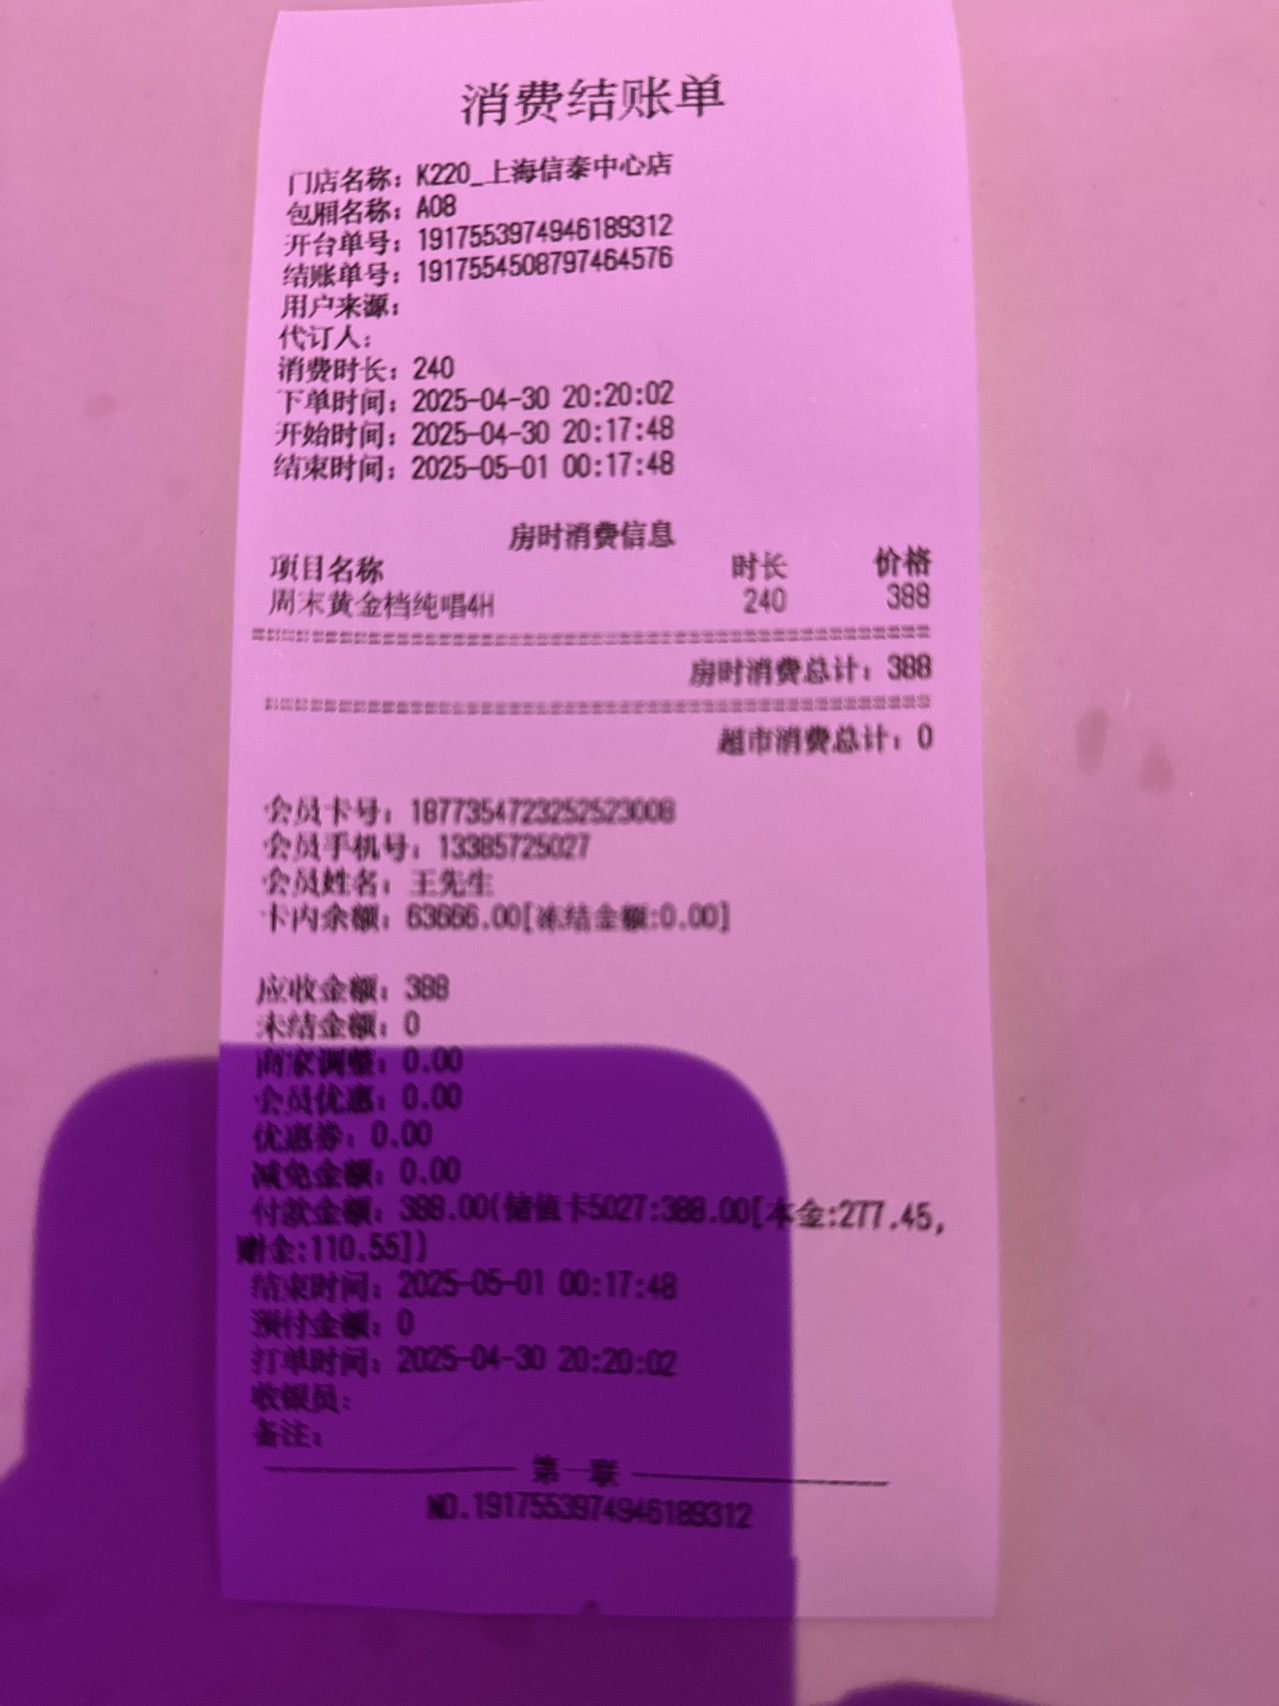 消费结账单
门店名称：K220_上海信泰中心店
包厢名称：A08
开台单号：1917553974946189312
结账单号：1917554508797464576
用户来源：
代订人：
消费时长：240
下单时间：2025-04-30 20:20:02
开始时间：2025-04-30 20:17:48
结束时间：2025-05-01 00:17:48
房时消费信息
项目名称 时长 价格
周末黄金档纯唱4H 240 388
房时消费总计：388
超市消费总计：0
会员卡号：1877354723252523008
会员手机号：13385725027
会员姓名：王先生
卡内余额：63666.00[冻结金额:0.00]
应收金额：388
未结金额：0
商家调整：0.00
会员优惠：0.00
优惠券：0.00
减免金额：0.00
付款金额：388.00(储值卡5027:388.00[本金:277.45,
赠金:110.55])
结束时间：2025-05-01 00:17:48
预付金额：0
打单时间：2025-04-30 20:20:02
收银员：
备注：
第一联
NO.1917553974946189312